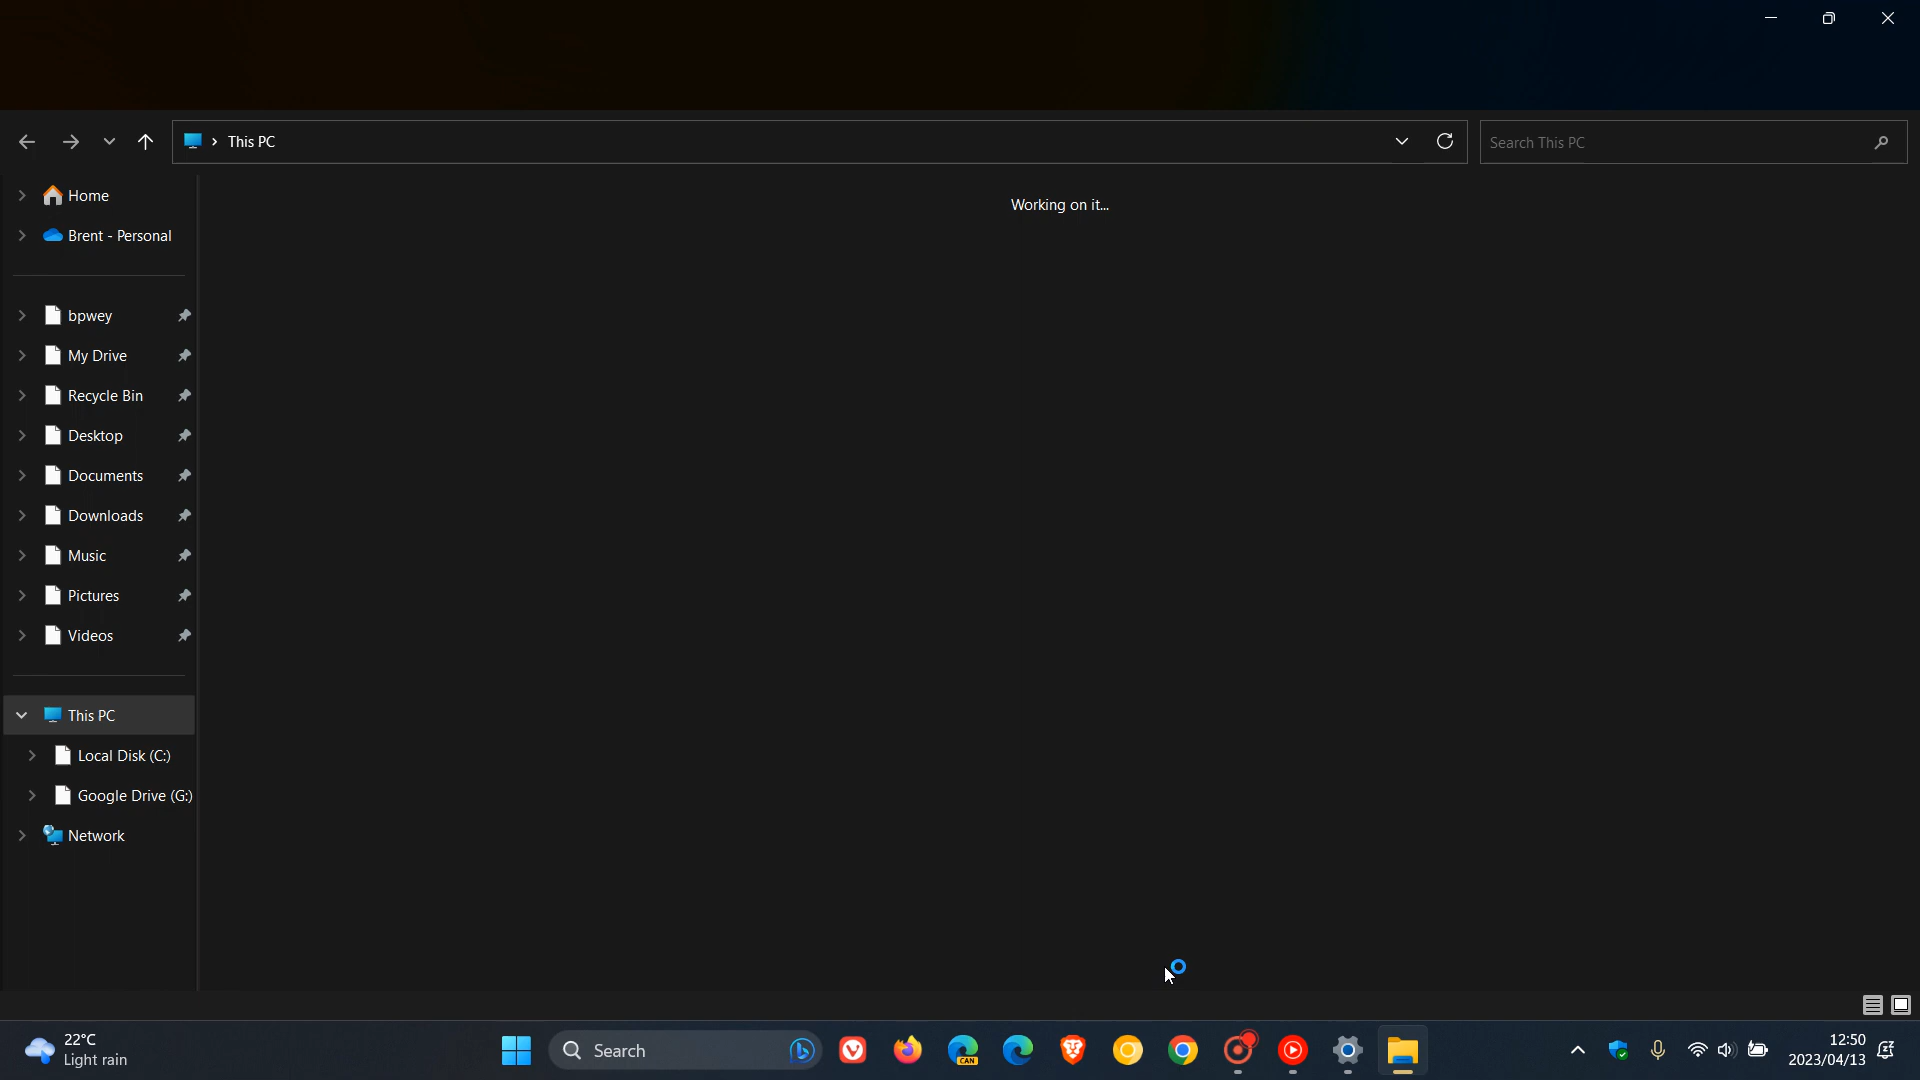 This PC
Search This PC
Home
Working on it...
Brent - Personal
bpwey
My Drive
Recycle Bin
Desktop
Documents
Downloads
Music
Pictures
Videos
This PC
Local Disk (C:)
Google Drive (G:)
Network
22°C
Light rain
Search
CAN
12:50
2023/04/13